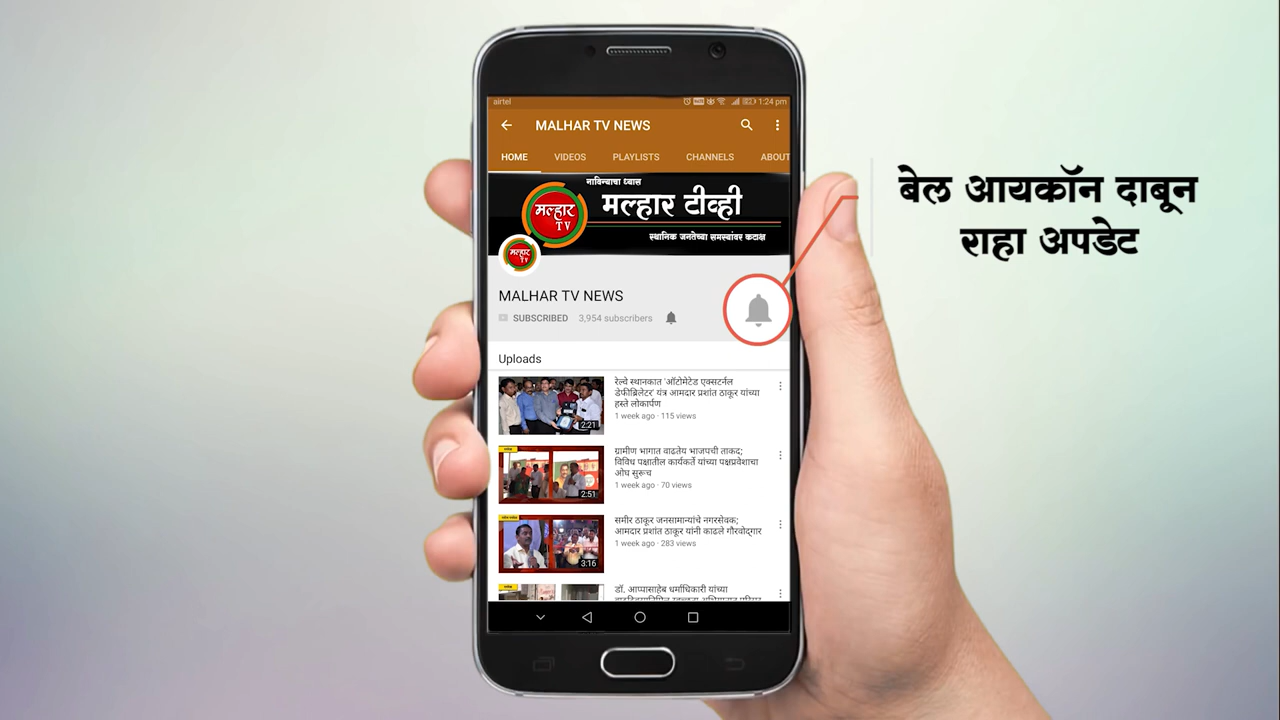 airtel 1:24 pm
MALHAR TV NEWS
HOME VIDEOS PLAYLISTS CHANNELS ABOUT
नाविन्याचा ध्यास
मल्हार टीव्ही
मल्हार
TV
स्थानिक जनतेच्या समस्यांवर कटाक्ष
मल्हार
TV
MALHAR TV NEWS
SUBSCRIBED 3,954 subscribers
Uploads
रेल्वे स्थानकात 'ऑटोमेटेड एक्सटर्नल
डेफीब्रिलेटर' यंत्र आमदार प्रशांत ठाकूर यांच्या
हस्ते लोकार्पण
1 week ago · 115 views
2:21
ग्रामीण भागात वाढतेय भाजपची ताकद;
विविध पक्षातील कार्यकर्ते यांच्या पक्षप्रवेशाचा
ओघ सुरूच
1 week ago · 70 views
2:51
समीर ठाकूर जनसामान्यांचे नगरसेवक;
आमदार प्रशांत ठाकूर यांनी काढले गौरवोद्गार
1 week ago · 283 views
3:16
डॉ. आप्पासाहेब धर्माधिकारी यांच्या
बेल आयकॉन दाबून
राहा अपडेट